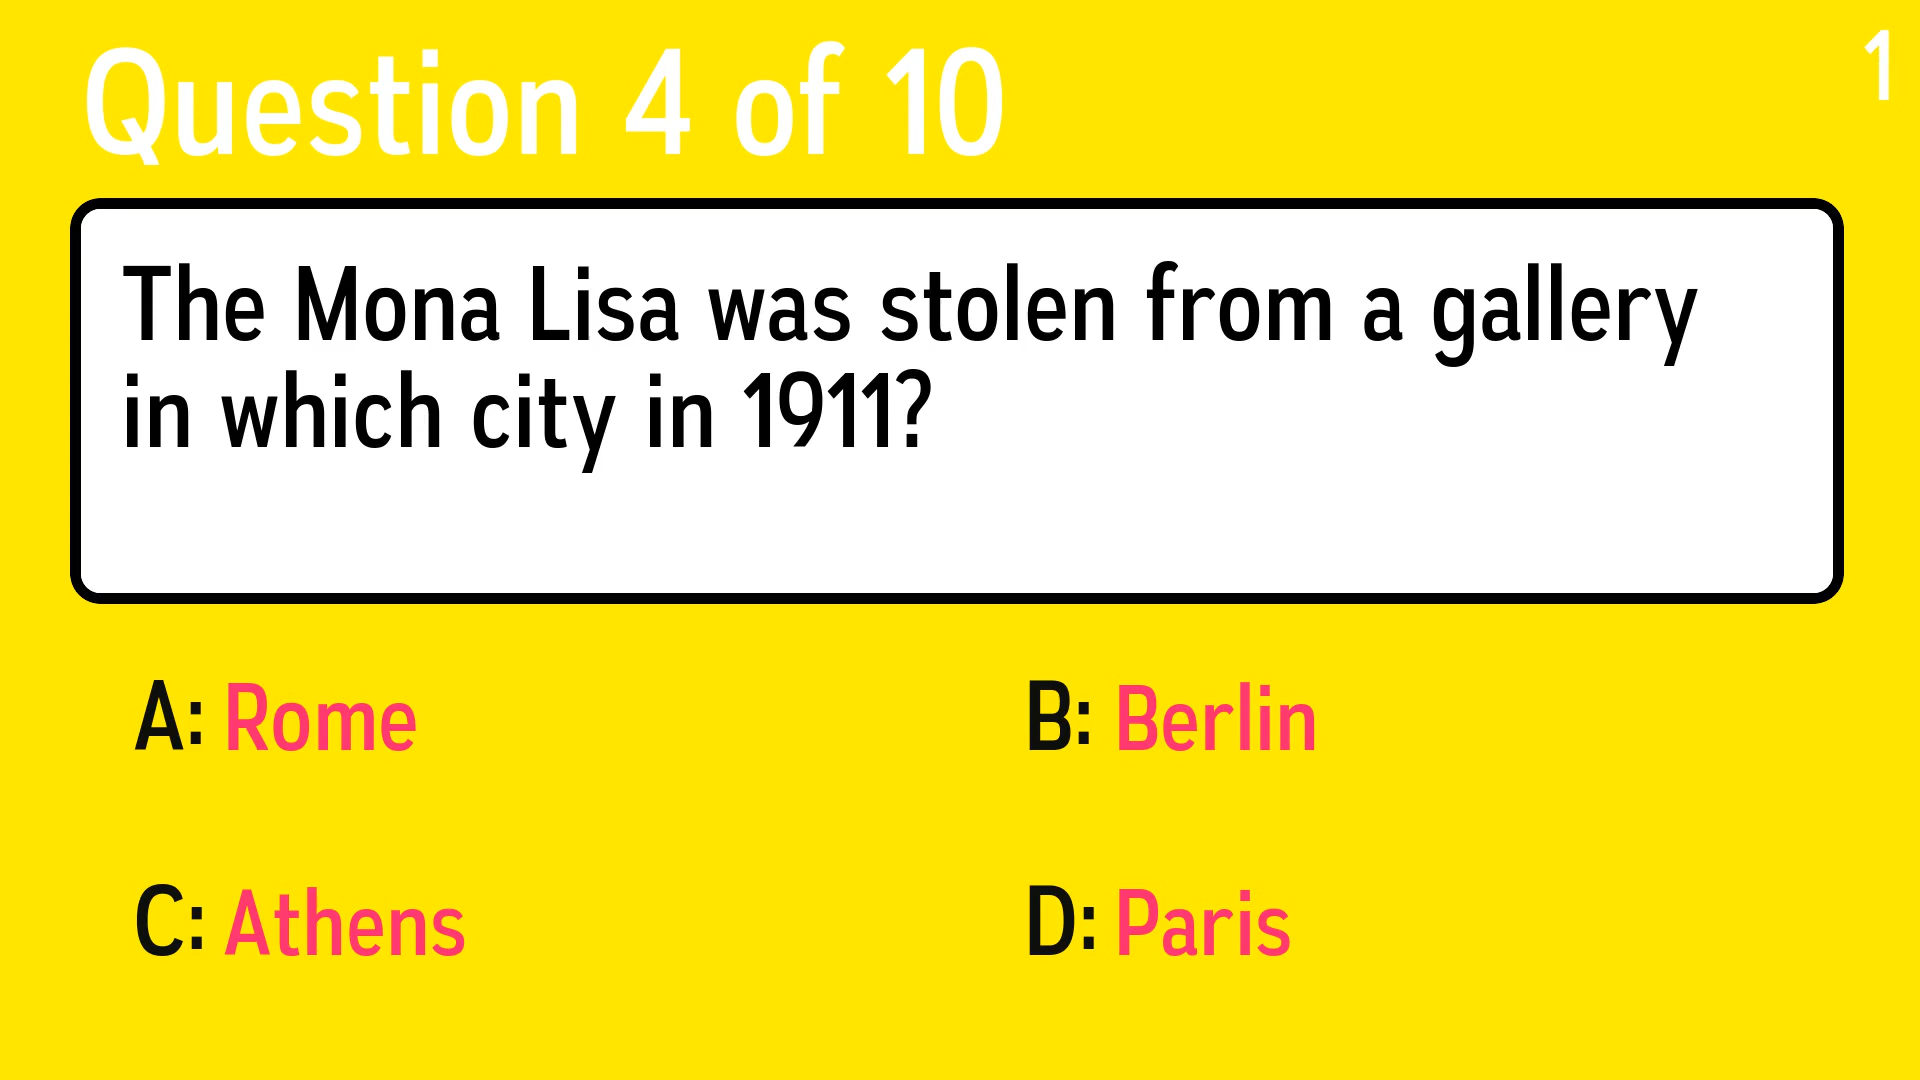 Question 4 of 10
1
The Mona Lisa was stolen from a gallery
in which city in 1911?
A: Rome
B: Berlin
C: Athens
D: Paris